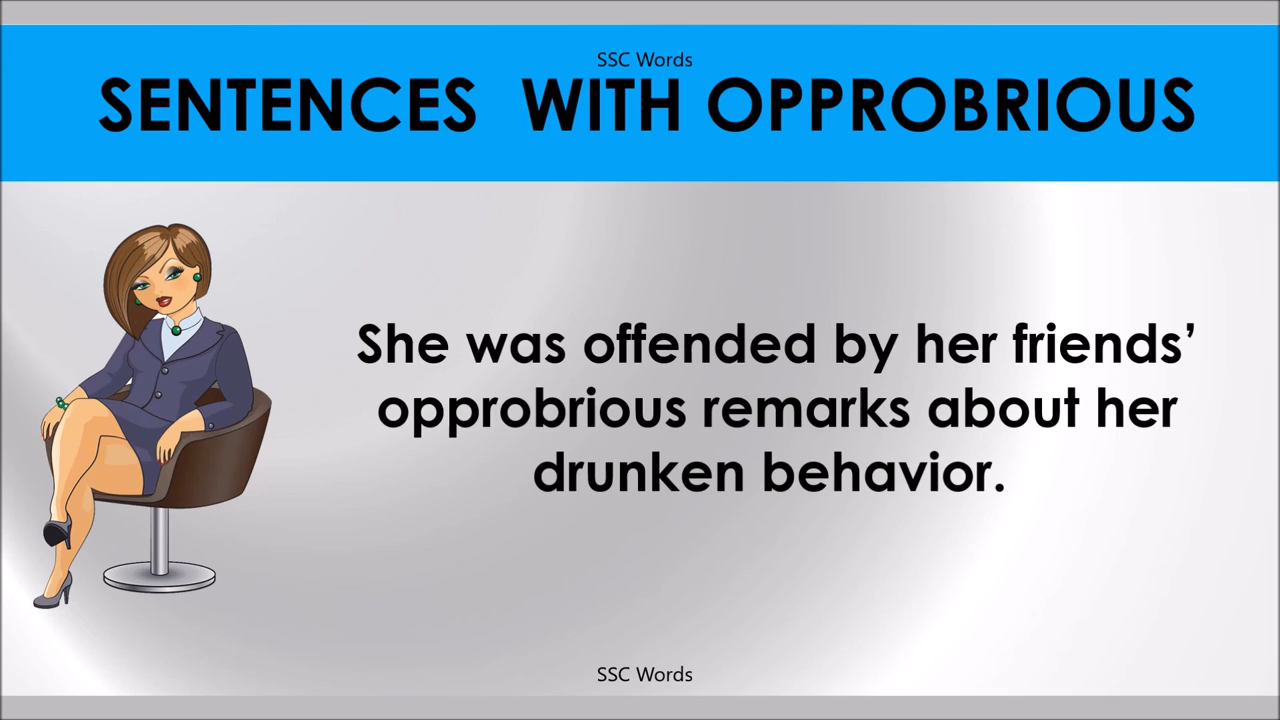 SSC Words
SENTENCES WITH OPPROBRIOUS
She was offended by her friends’
opprobrious remarks about her
drunken behavior.
SSC Words